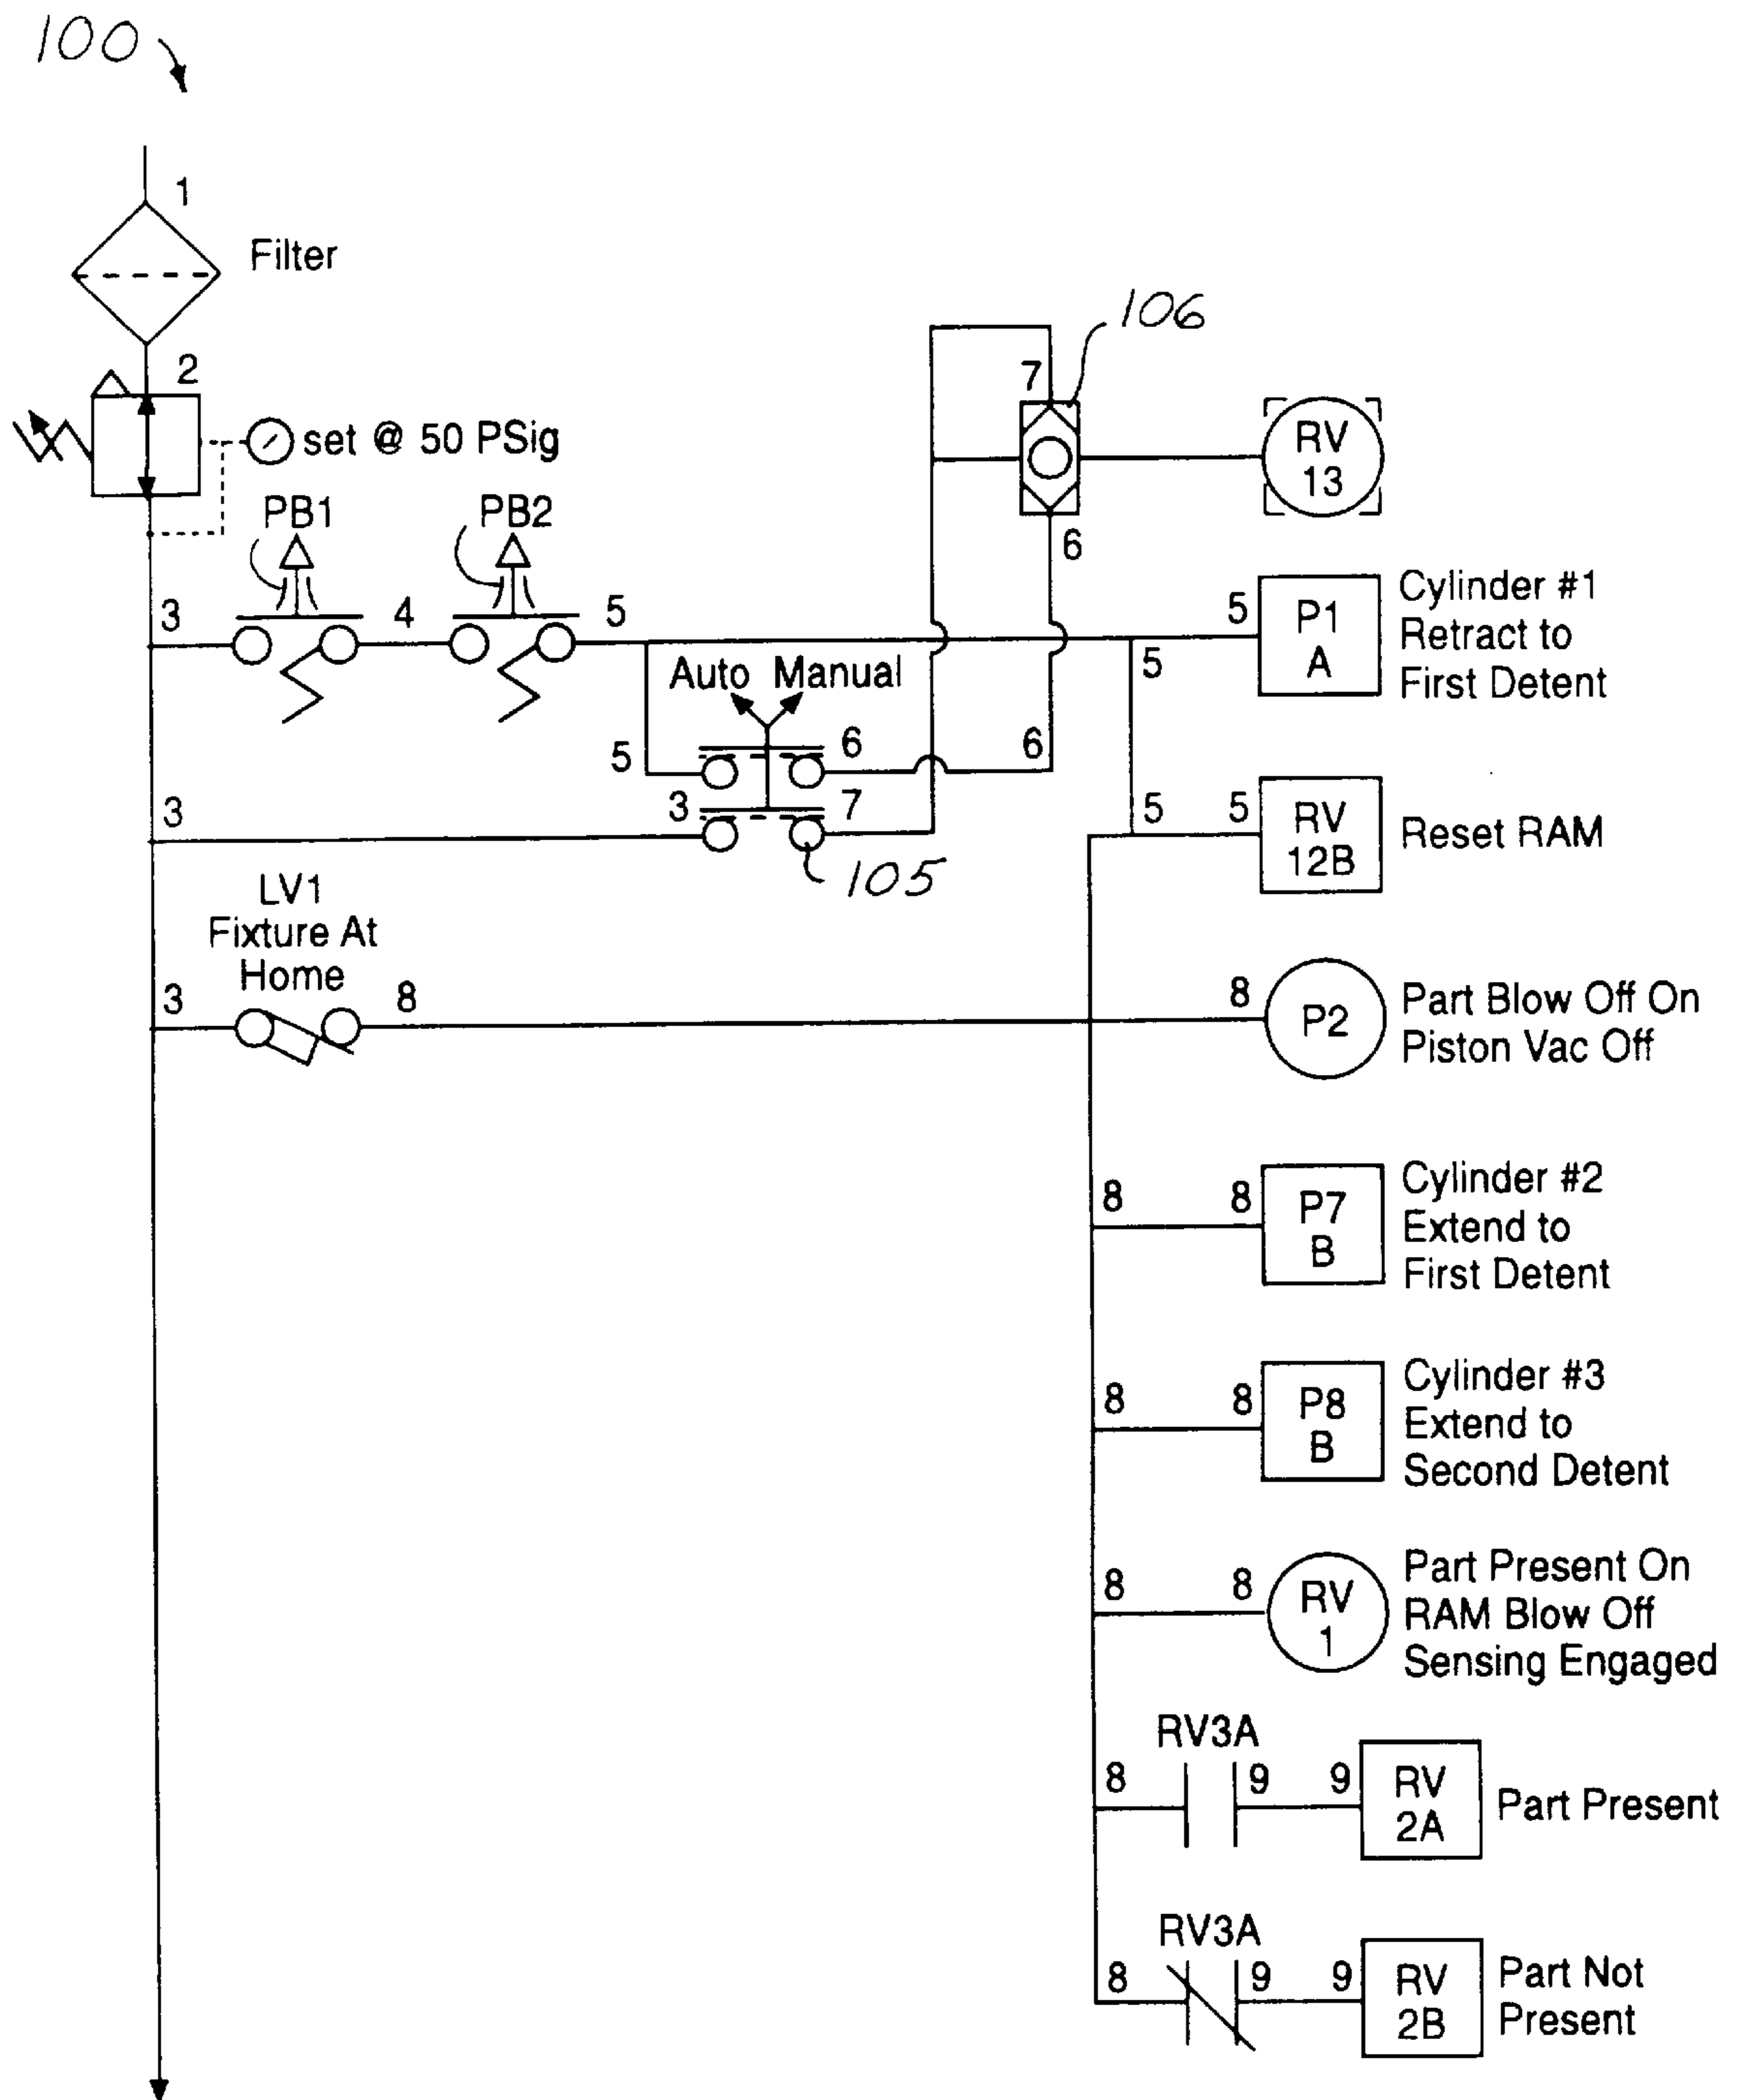 100
1
Filter
2
set @ 50 PSig
106
7
RV
13
6
PB1
PB2
3
4
5
5
5
P1
A
Cylinder #1
Retract to
First Detent
Auto Manual
5
6
6
3
3
7
105
5
5
RV
12B
Reset RAM
LV1
Fixture At
Home
3
8
8
P2
Part Blow Off On
Piston Vac Off
8
8
P7
B
Cylinder #2
Extend to
First Detent
8
8
P8
B
Cylinder #3
Extend to
Second Detent
8
8
RV
1
Part Present On
RAM Blow Off
Sensing Engaged
RV3A
8
9
9
RV
2A
Part Present
RV3A
8
9
9
RV
2B
Part Not
Present